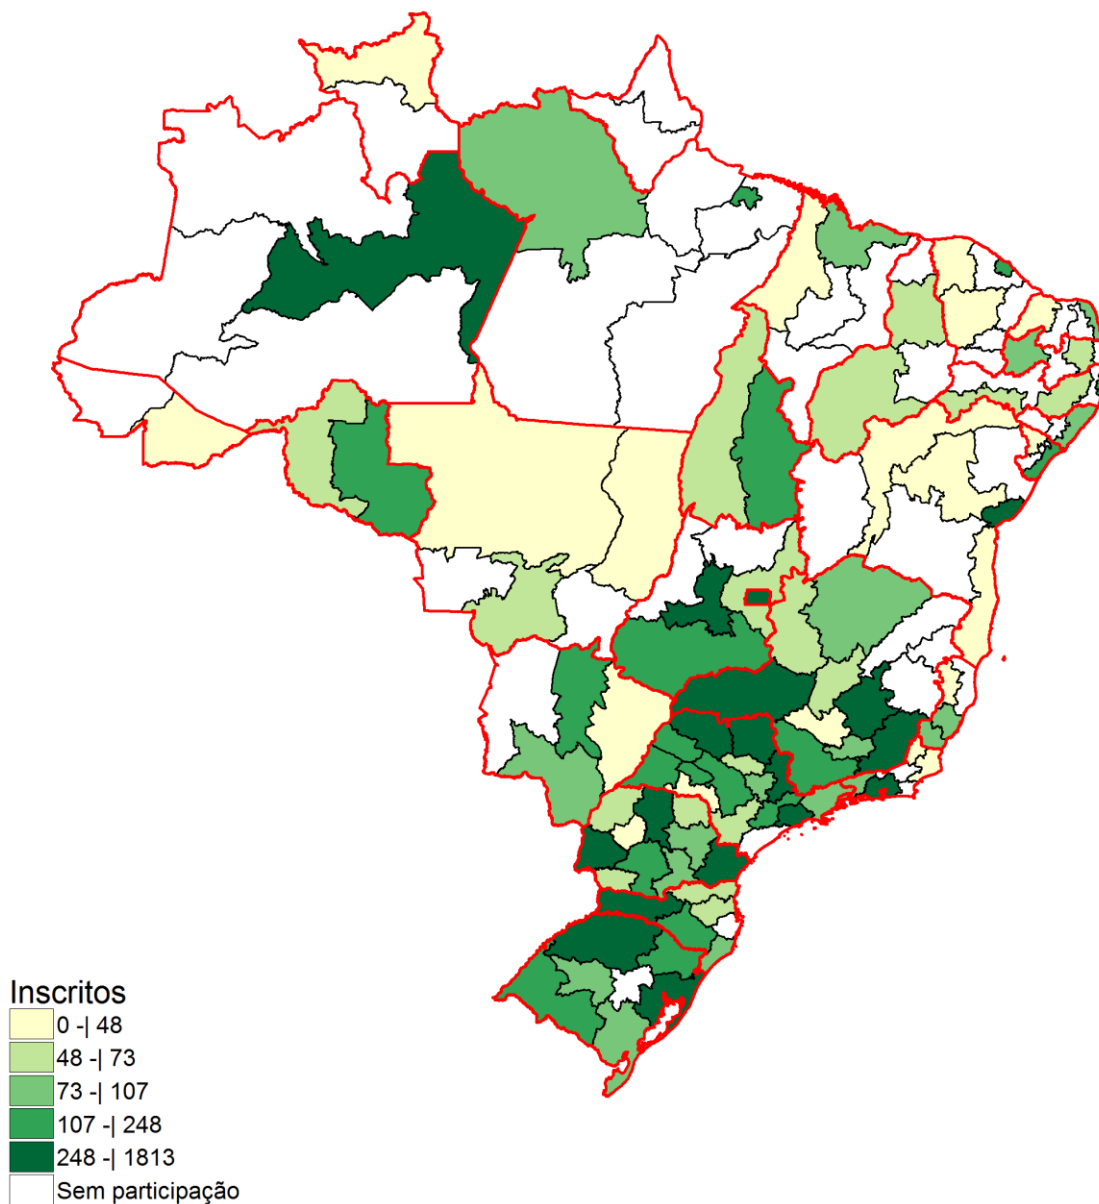 Inscritos
0 -| 48
48 -| 73
73 -| 107
107 -| 248
248 -| 1813
Sem participação